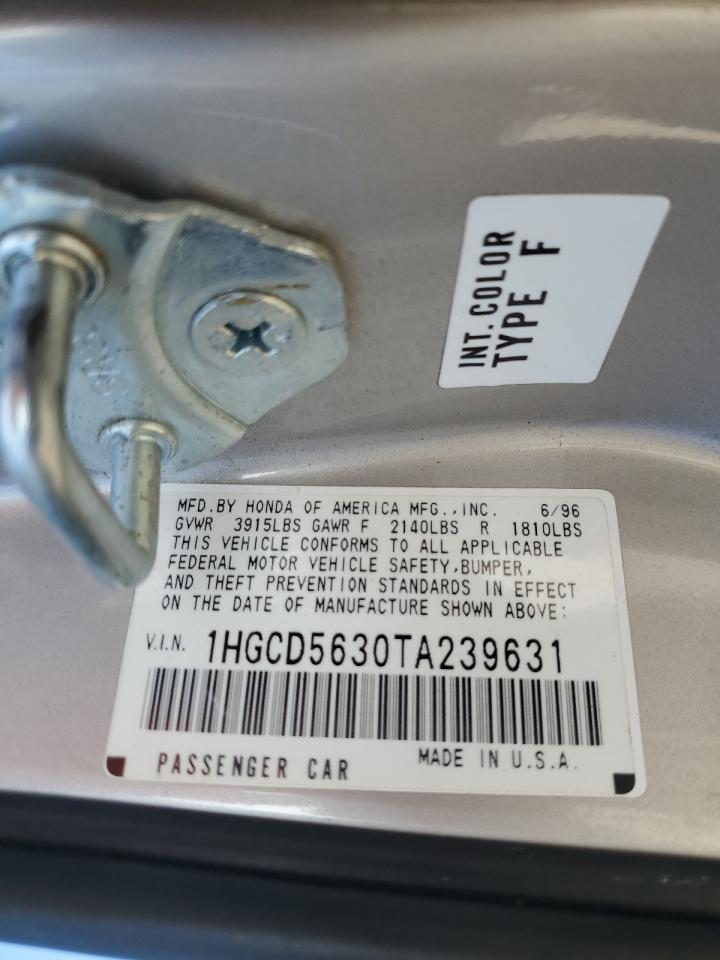 INT. COLOR
TYPE F
MFD. BY HONDA OF AMERICA MFG., INC. 6/96
GVWR 3915LBS GAWR F 2140LBS R 1810LBS
THIS VEHICLE CONFORMS TO ALL APPLICABLE
FEDERAL MOTOR VEHICLE SAFETY, BUMPER,
AND THEFT PREVENTION STANDARDS IN EFFECT
ON THE DATE OF MANUFACTURE SHOWN ABOVE:
V.I.N. 1HGCD5630TA239631
PASSENGER CAR MADE IN U.S.A.